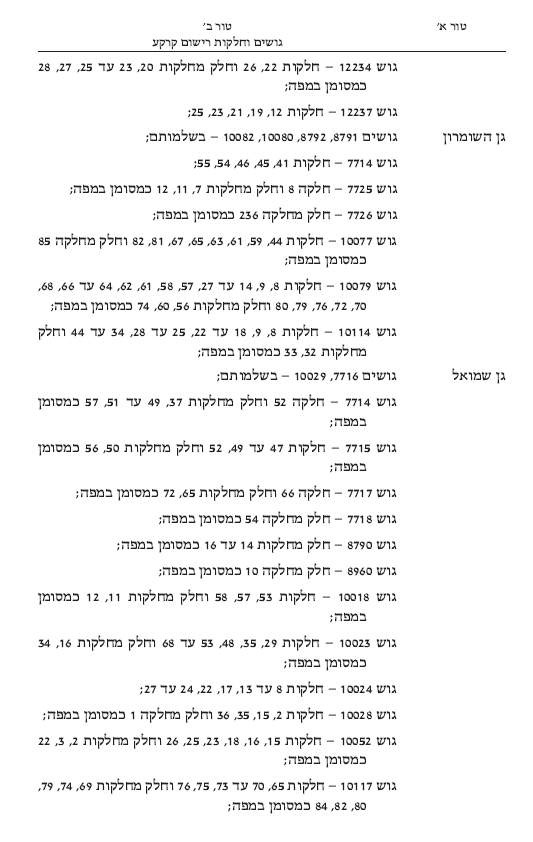 טור א׳ טור ב׳
גושים וחלקות רישום קרקע
גוש 12234 – חלקות 22, 26 וחלק מחלקות 20, 23 עד 25, 27, 28
כמסומן במפה;
גוש 12237 – חלקות 12, 19, 21, 23, 25;
גן השומרון גושים 8791, 8792, 10080, 10082 – בשלמותם;
גוש 7714 – חלקות 41, 45, 46, 54, 55;
גוש 7725 – חלקה 8 וחלק מחלקות 7, 11, 12 כמסומן במפה;
גוש 7726 – חלק מחלקה 236 כמסומן במפה;
גוש 10077 – חלקות 44, 59, 61, 63, 65, 67, 81, 82 וחלק מחלקה 85
כמסומן במפה;
גוש 10079 – חלקות 8, 9, 14 עד 27, 57, 58, 61, 62, 64 עד 66, 68,
70, 72, 76, 79, 80 וחלק מחלקות 56, 60, 74 כמסומן במפה;
גוש 10114 – חלקות 8, 9, 18 עד 22, 25 עד 28, 34 עד 44 וחלק
מחלקות 32, 33 כמסומן במפה;
גן שמואל גושים 7716, 10029 – בשלמותם;
גוש 7714 – חלקה 52 וחלק מחלקות 37, 49 עד 51, 57 כמסומן
במפה;
גוש 7715 – חלקות 47 עד 49, 52 וחלק מחלקות 50, 56 כמסומן
במפה;
גוש 7717 – חלקה 66 וחלק מחלקות 65, 72 כמסומן במפה;
גוש 7718 – חלק מחלקה 54 כמסומן במפה;
גוש 8790 – חלק מחלקות 14 עד 16 כמסומן במפה;
גוש 8960 – חלק מחלקה 10 כמסומן במפה;
גוש 10018 – חלקות 53, 57, 58 וחלק מחלקות 11, 12 כמסומן
במפה;
גוש 10023 – חלקות 29, 35, 48, 53 עד 68 וחלק מחלקות 16, 34
כמסומן במפה;
גוש 10024 – חלקות 8 עד 13, 17, 22, 24 עד 27;
גוש 10028 – חלקות 2, 15, 35, 36 וחלק מחלקה 1 כמסומן במפה;
גוש 10052 – חלקות 15, 16, 18, 23, 25, 26 וחלק מחלקות 2, 3, 22
כמסומן במפה;
גוש 10117 – חלקות 65, 70 עד 73, 75, 76 וחלק מחלקות 69, 74, 79,
80, 82, 84 כמסומן במפה;